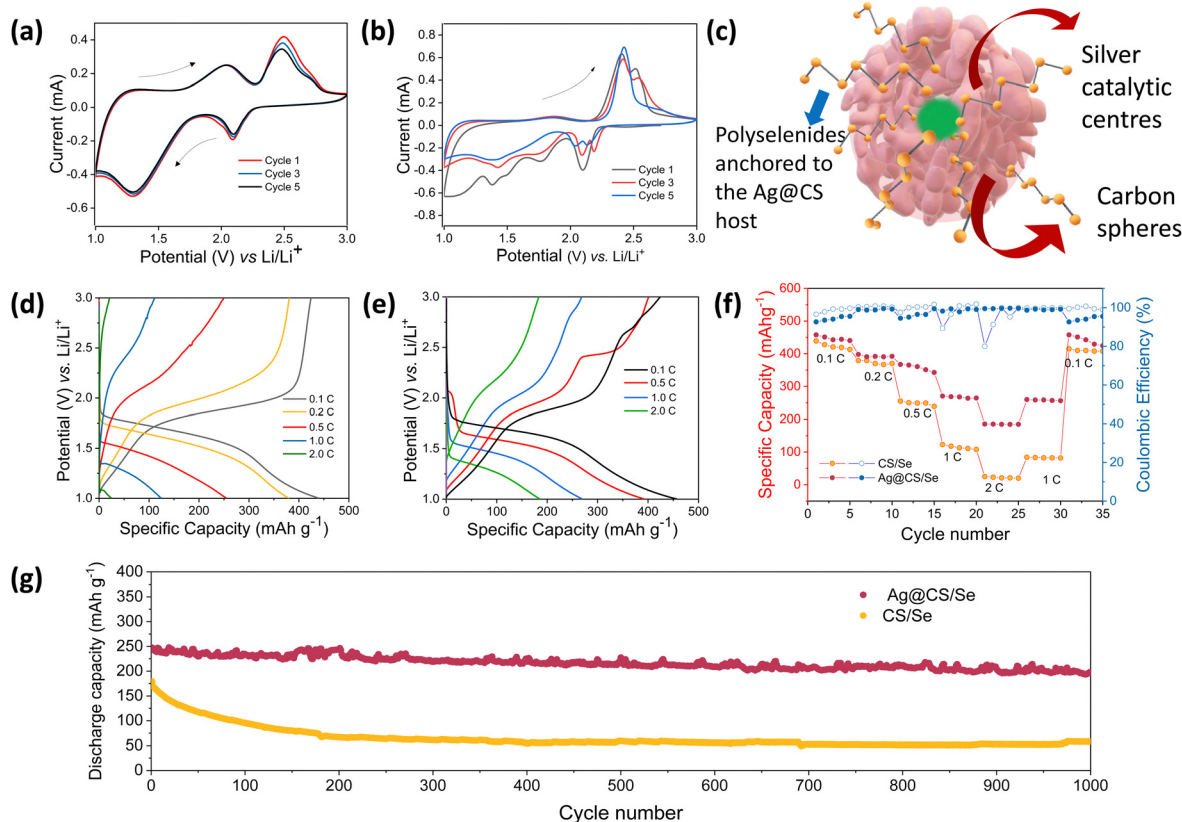 (a)
Current (mA)
0.4
0.2
0.0
-0.2
-0.4
-0.6
1.0
1.5
2.0
2.5
3.0
Cycle 1
Cycle 3
Cycle 5
Potential (V) vs Li/Li+
(b)
Current (mA)
0.8
0.6
0.4
0.2
0.0
-0.2
-0.4
-0.6
-0.8
1.0
1.5
2.0
2.5
3.0
Cycle 1
Cycle 3
Cycle 5
Potential (V) vs. Li/Li+
(c)
Silver
catalytic
centres
Polyselenides
anchored to
the Ag@CS
host
Carbon
spheres
(d)
Potential (V) vs. Li/Li+
3.0
2.5
2.0
1.5
1.0
0
100
200
300
400
500
0.1 C
0.2 C
0.5 C
1.0 C
2.0 C
Specific Capacity (mAh g-1)
(e)
Potential (V) vs. Li/Li+
3.0
2.5
2.0
1.5
1.0
0
100
200
300
400
500
0.1 C
0.5 C
1.0 C
2.0 C
Specific Capacity (mAh g-1)
(f)
Specific Capacity (mAhg-1)
600
500
400
300
250
200
100
0
0.1 C
0.2 C
0.5 C
1 C
2 C
1 C
0.1 C
CS/Se
Ag@CS/Se
0
5
10
15
20
25
30
35
Cycle number
100
80
60
40
20
0
Coulombic Efficiency (%)
(g)
Discharge capacity (mAh g-1)
400
350
300
250
200
150
100
50
0
Ag@CS/Se
CS/Se
0
100
200
300
400
500
600
700
800
900
1000
Cycle number